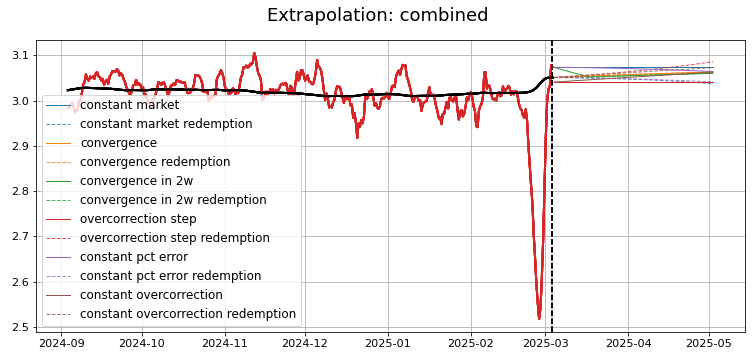 Extrapolation: combined
3.1
3.0
2.9
2.8
2.7
2.6
2.5
constant market
constant market redemption
convergence
convergence redemption
convergence in 2w
convergence in 2w redemption
overcorrection step
overcorrection step redemption
constant pct error
constant pct error redemption
constant overcorrection
constant overcorrection redemption
2024-09 2024-10 2024-11 2024-12 2025-01 2025-02 2025-03 2025-04 2025-05